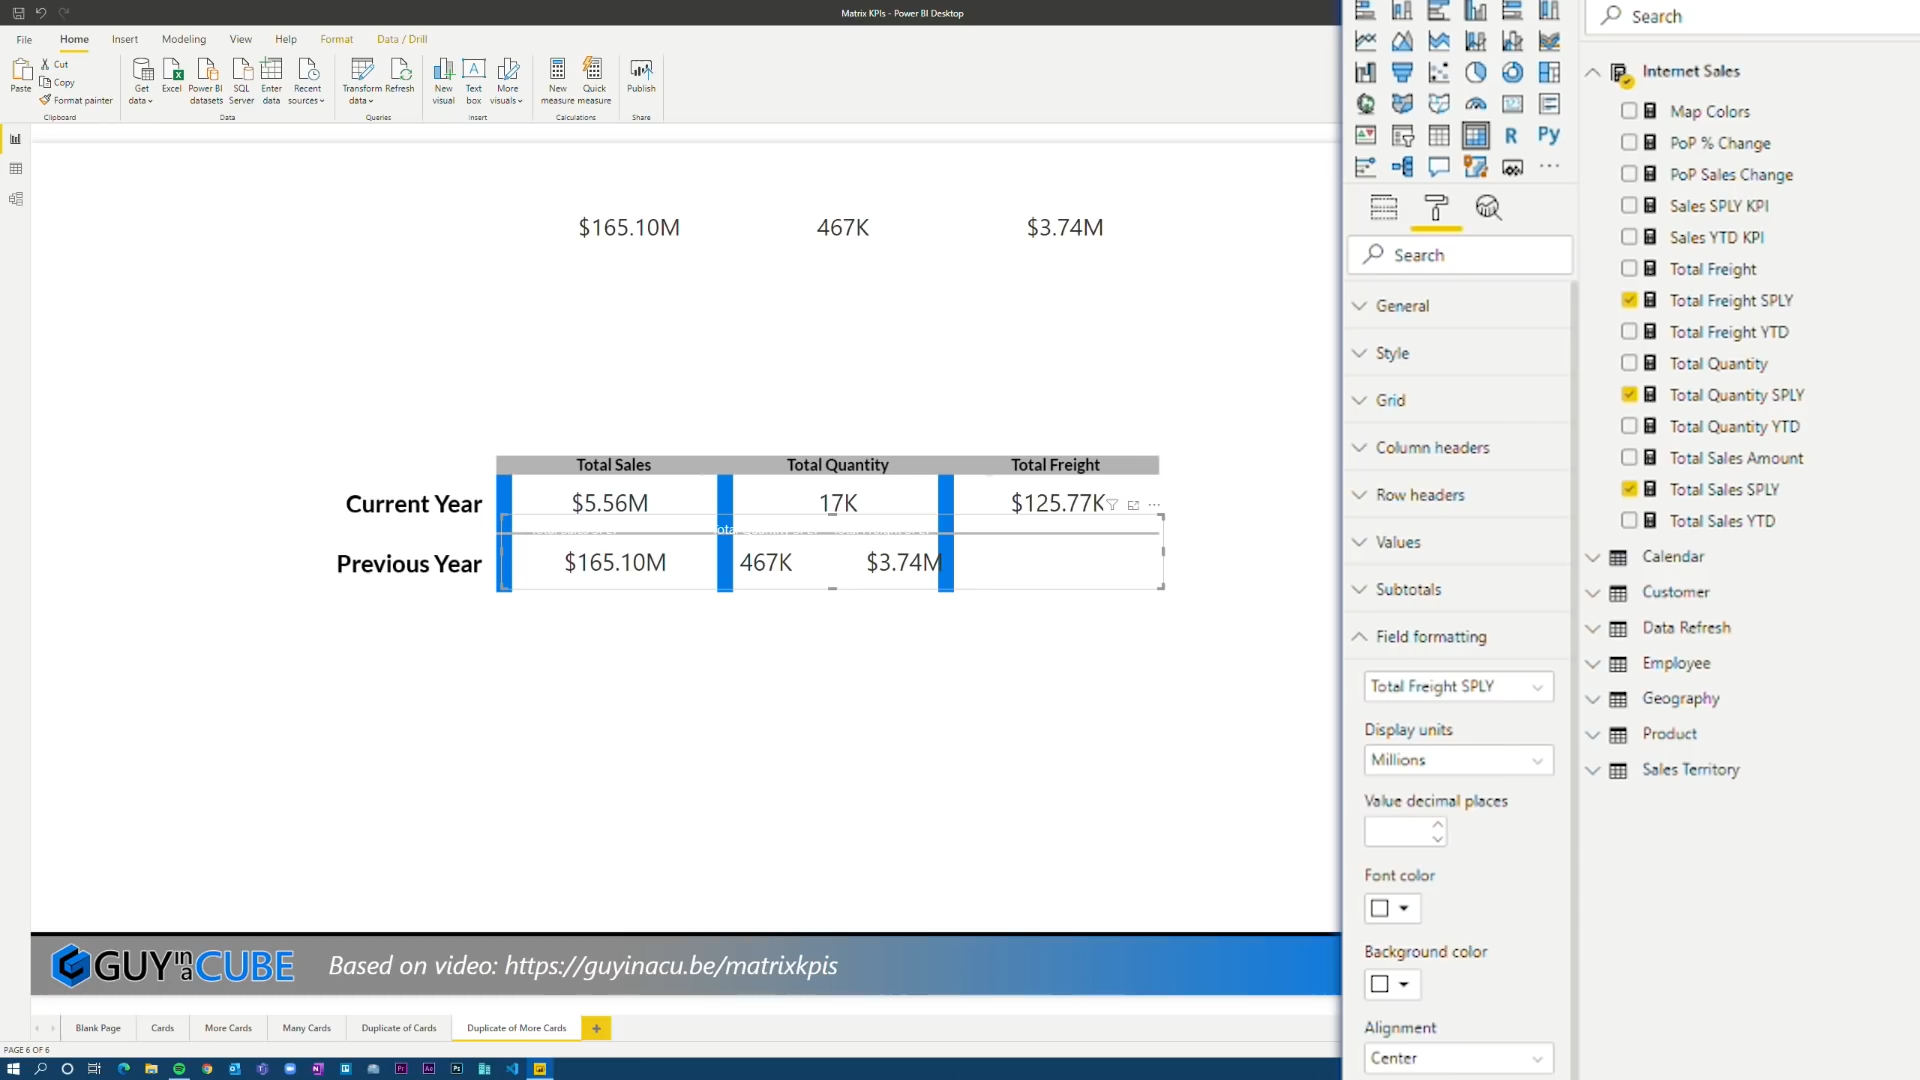 Matrix KPIs - Power BI Desktop
File Home Insert Modeling View Help Format Data / Drill
Paste
Cut
Copy
Format painter
Get data
Excel
Power BI datasets
SQL Server
Enter data
Recent sources
Transform data
Refresh
New visual
Text box
More visuals
New measure
Quick measure
Publish
Clipboard Data Queries Insert Calculations Share
$165.10M 467K $3.74M
Total Sales Total Quantity Total Freight
Current Year $5.56M 17K $125.77K
Previous Year $165.10M 467K $3.74M
GUY in a CUBE
Based on video: https://guyinacu.be/matrixkpis
Blank Page Cards More Cards Many Cards Duplicate of Cards Duplicate of More Cards +
PAGE 6 OF 6
R Py
Search
General
Style
Grid
Column headers
Row headers
Values
Subtotals
Field formatting
Total Freight SPLY
Display units
Millions
Value decimal places
Font color
Background color
Alignment
Center
Search
Internet Sales
Map Colors
PoP % Change
PoP Sales Change
Sales SPLY KPI
Sales YTD KPI
Total Freight
Total Freight SPLY
Total Freight YTD
Total Quantity
Total Quantity SPLY
Total Quantity YTD
Total Sales Amount
Total Sales SPLY
Total Sales YTD
Calendar
Customer
Data Refresh
Employee
Geography
Product
Sales Territory